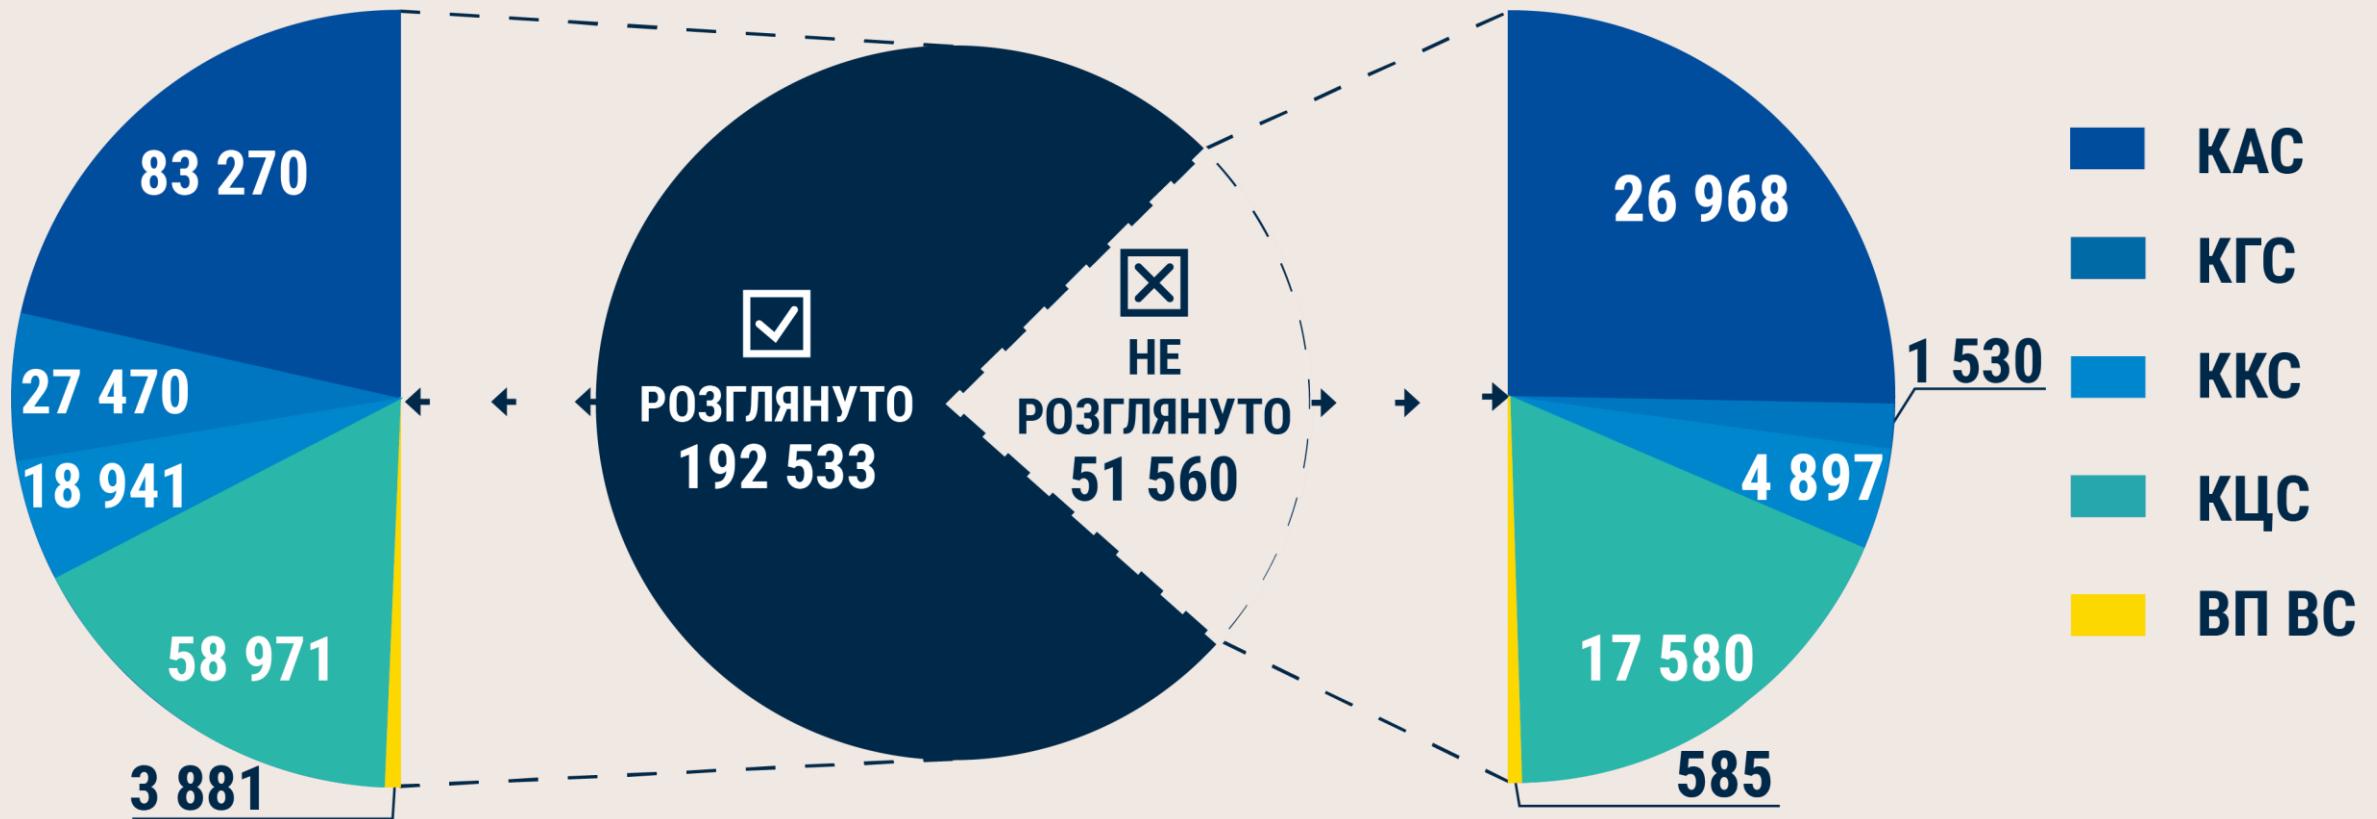 83 270
27 470
18 941
58 971
3 881
РОЗГЛЯНУТО
192 533
НЕ
РОЗГЛЯНУТО
51 560
26 968
1 530
4 897
17 580
585
КАС
КГС
ККС
КЦС
ВП ВС